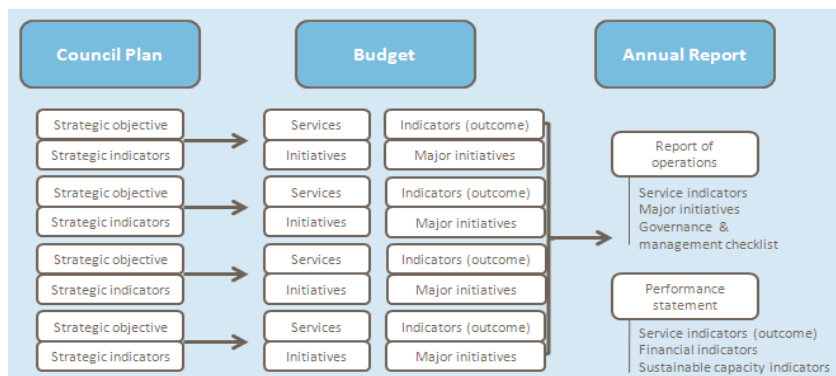 Council Plan
Budget
Annual Report
Strategic objective
Strategic indicators
Services
Initiatives
Indicators (outcome)
Major initiatives
Strategic objective
Strategic indicators
Services
Initiatives
Indicators (outcome)
Major initiatives
Strategic objective
Strategic indicators
Services
Initiatives
Indicators (outcome)
Major initiatives
Strategic objective
Strategic indicators
Services
Initiatives
Indicators (outcome)
Major initiatives
Report of
operations
Service indicators
Major initiatives
Governance &
management checklist
Performance
statement
Service indicators (outcome)
Financial indicators
Sustainable capacity indicators